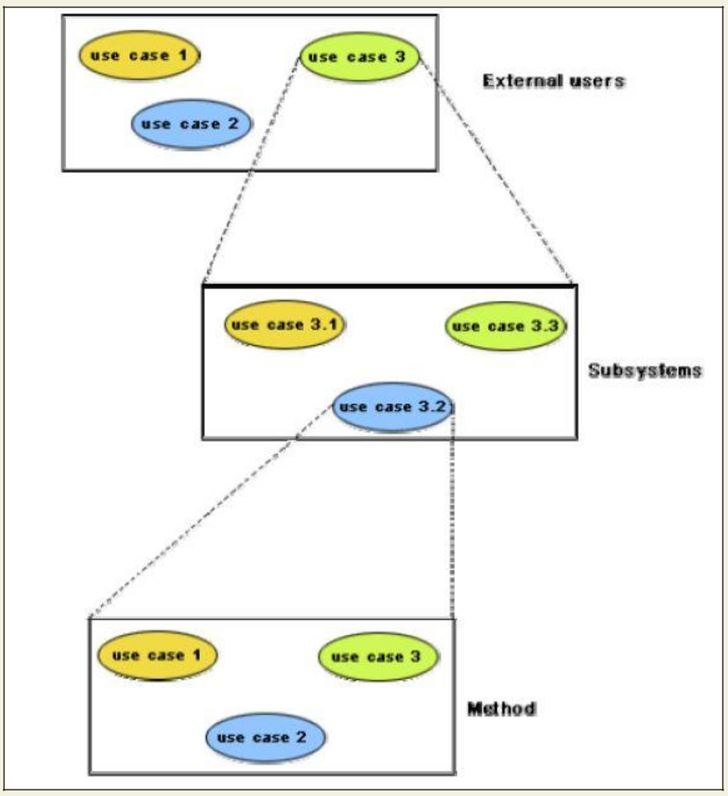 use case 1
use case 3
External users
use case 2
use case 3.1
use case 3.3
Subsystems
use case 3.2
use case 1
use case 3
Method
use case 2